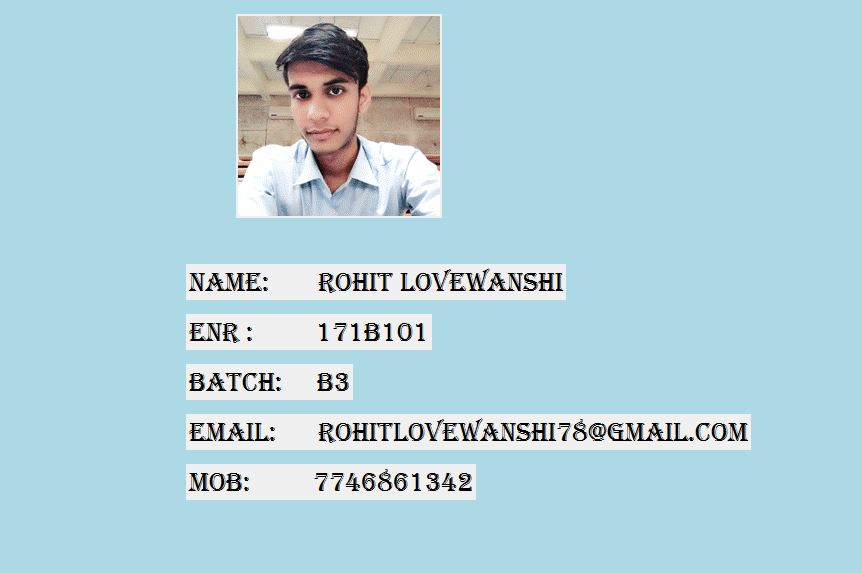 NAME: ROHIT LOVEWANSHI
ENR : 171B101
BATCH: B3
EMAIL: ROHITLOVEWANSHI78@GMAIL.COM
MOB: 7746861342